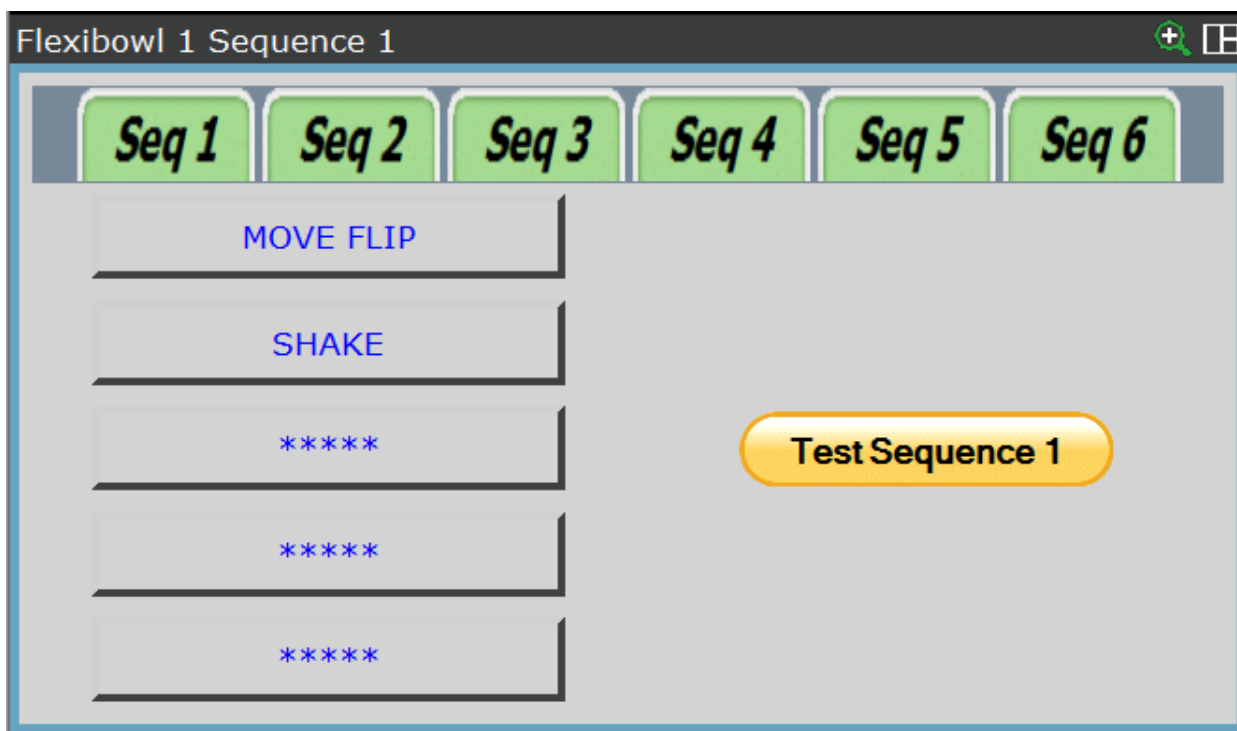 Flexibowl 1 Sequence 1
Seq 1 Seq 2 Seq 3 Seq 4 Seq 5 Seq 6
MOVE FLIP
SHAKE
*****
Test Sequence 1
*****
*****